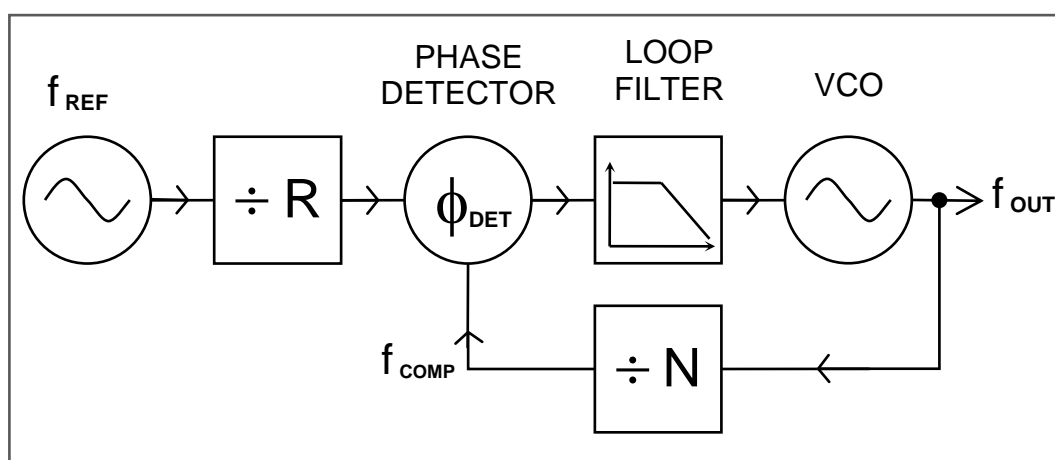 PHASE
DETECTOR
LOOP
FILTER
VCO
f REF
÷ R
ϕDET
f OUT
f COMP
÷ N